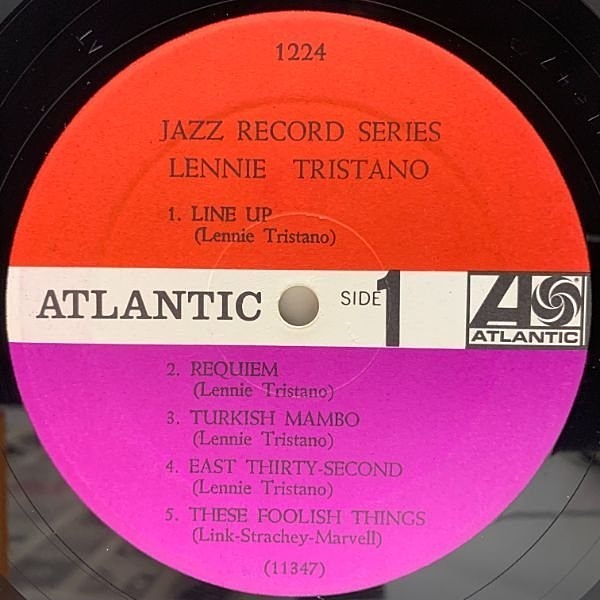 1224
JAZZ RECORD SERIES
LENNIE TRISTANO
1. LINE UP
(Lennie Tristano)
ATLANTIC
SIDE 1
ATLANTIC
2. REQUIEM
(Lennie Tristano)
3. TURKISH MAMBO
(Lennie Tristano)
4. EAST THIRTY-SECOND
(Lennie Tristano)
5. THESE FOOLISH THINGS
(Link-Strachey-Marvell)
(11347)